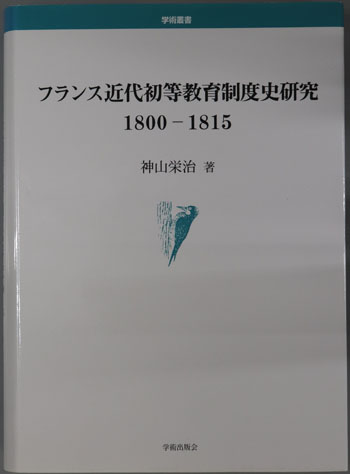 学術叢書
フランス近代初等教育制度史研究
1800－1815
神山栄治 著
学術出版会